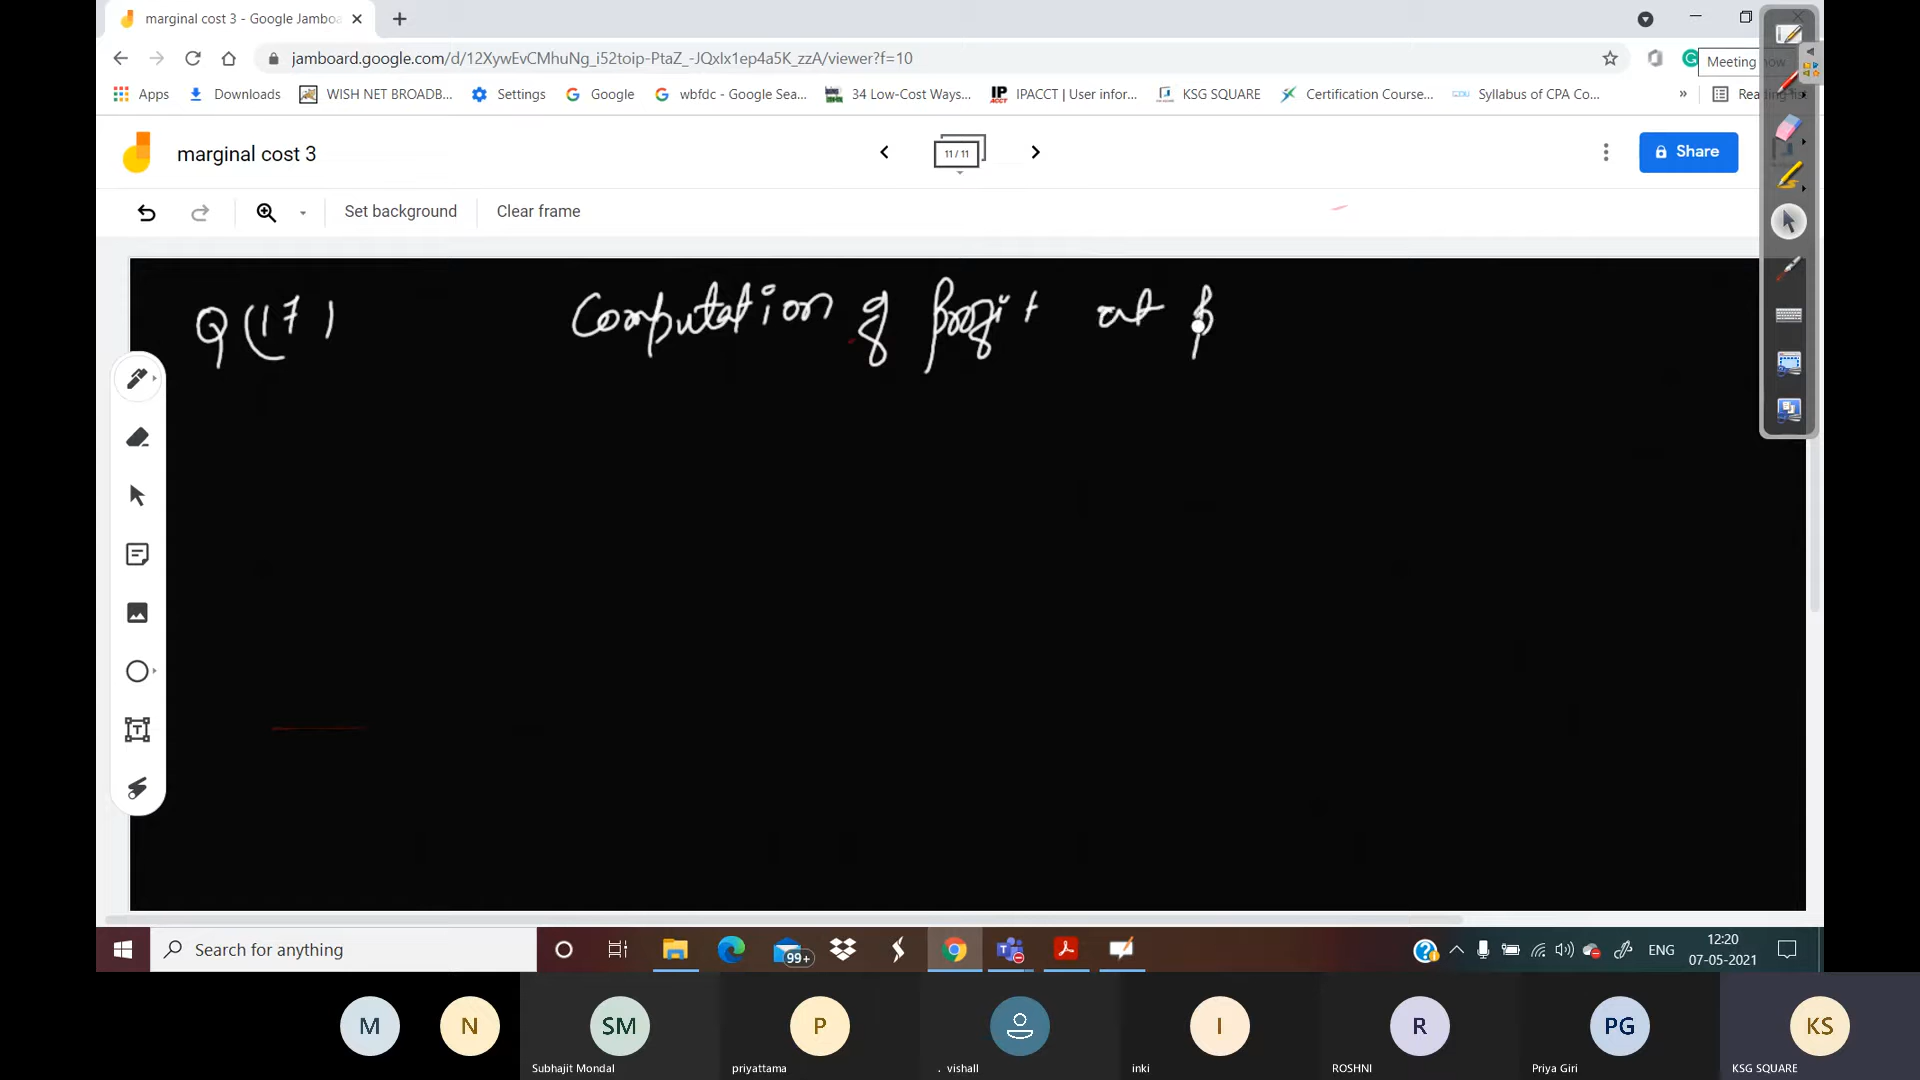 marginal cost 3 - Google Jamboa
jamboard.google.com/d/12XywEvCMhuNg_i52toip-PtaZ_-JQxlx1ep4a5K_zzA/viewer?f=10
Meeting now
Apps Downloads WISH NET BROADB... Settings Google wbfdc - Google Sea... 34 Low-Cost Ways... IPACCT | User infor... KSG SQUARE Certification Course... Syllabus of CPA Co... » Reading list
marginal cost 3
11 / 11
Share
Set background Clear frame
Q(17) Computation of profit at p
Search for anything
99+
ENG
12:20
07-05-2021
M N SM P I R PG KS
Subhajit Mondal priyattama . vishall inki ROSHNI Priya Giri KSG SQUARE